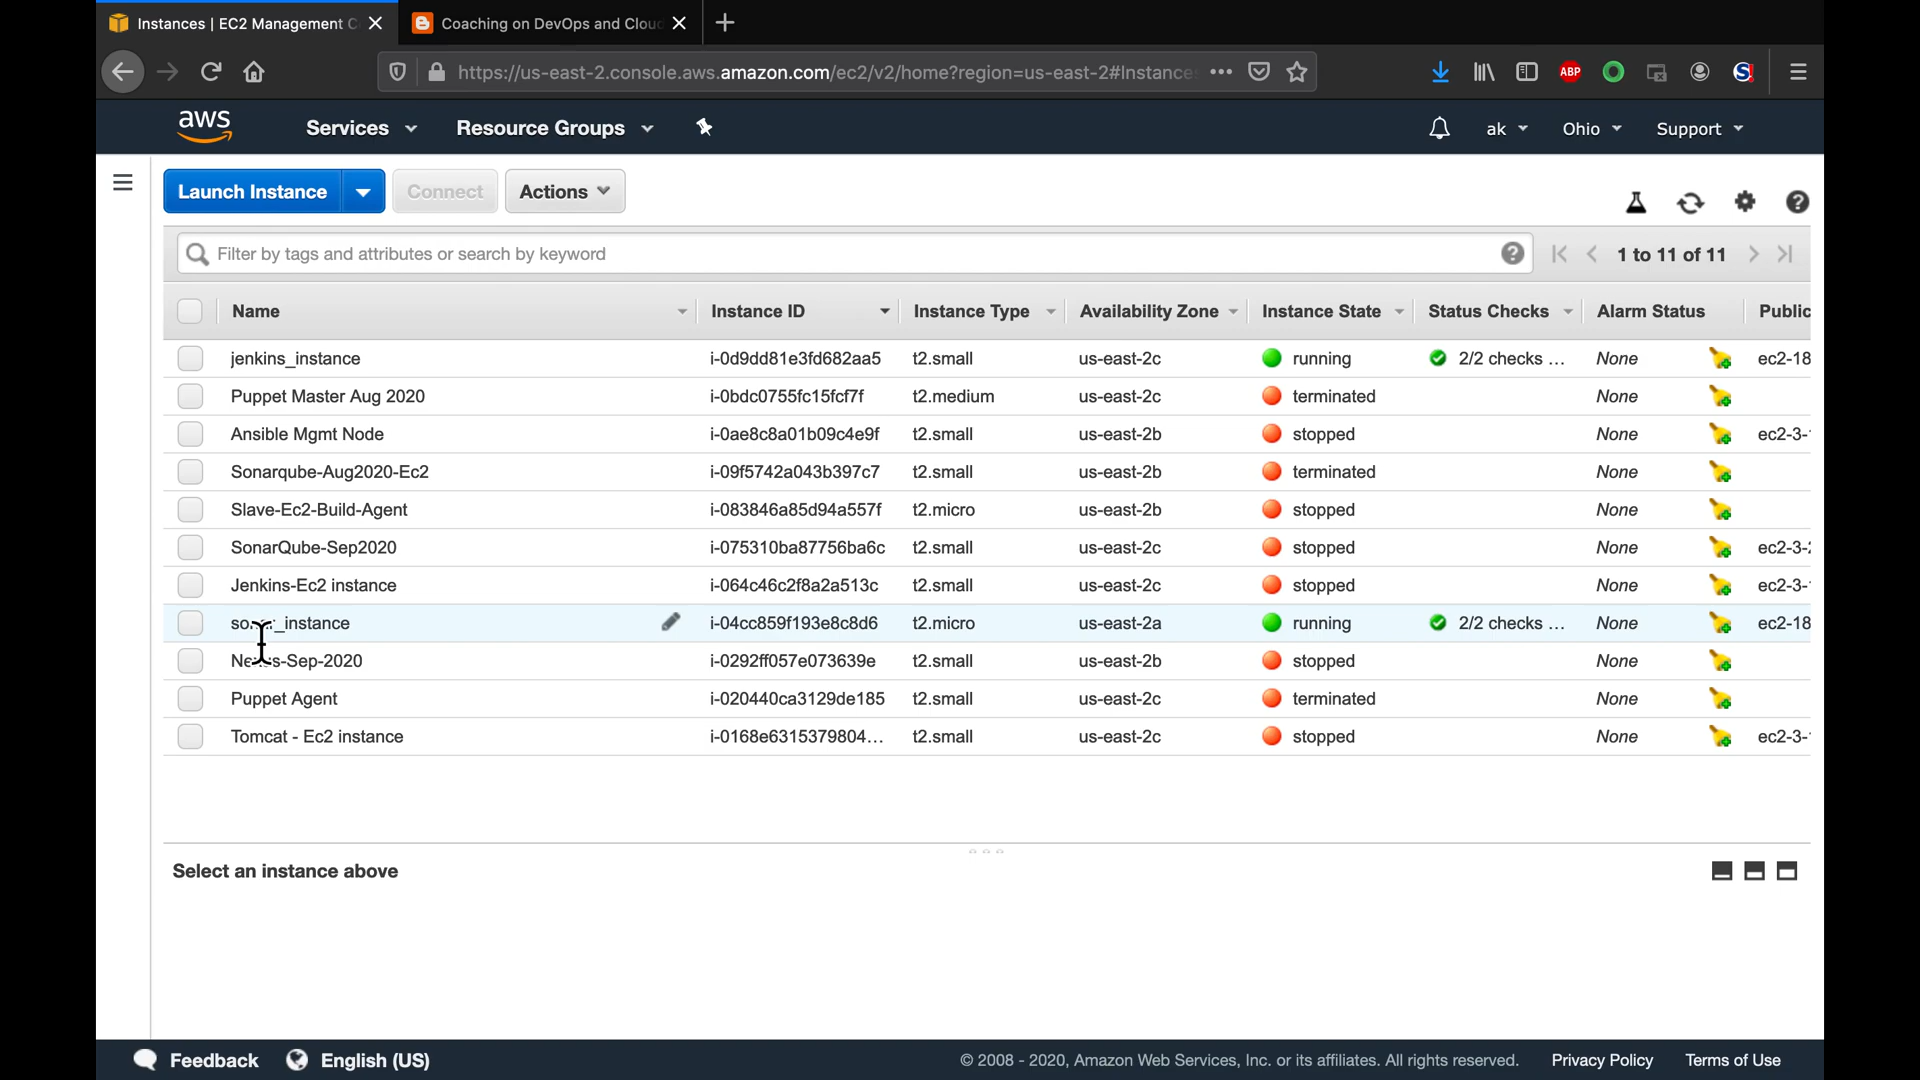 Instances | EC2 Management C
Coaching on DevOps and Cloud
https://us-east-2.console.aws.amazon.com/ec2/v2/home?region=us-east-2#Instance
ABP
aws Services Resource Groups ak Ohio Support
Launch Instance Connect Actions
Filter by tags and attributes or search by keyword 1 to 11 of 11
Name Instance ID Instance Type Availability Zone Instance State Status Checks Alarm Status Public
jenkins_instance i-0d9dd81e3fd682aa5 t2.small us-east-2c running 2/2 checks ... None ec2-18
Puppet Master Aug 2020 i-0bdc0755fc15fcf7f t2.medium us-east-2c terminated None
Ansible Mgmt Node i-0ae8c8a01b09c4e9f t2.small us-east-2b stopped None ec2-3-
Sonarqube-Aug2020-Ec2 i-09f5742a043b397c7 t2.small us-east-2b terminated None
Slave-Ec2-Build-Agent i-083846a85d94a557f t2.micro us-east-2b stopped None
SonarQube-Sep2020 i-075310ba87756ba6c t2.small us-east-2c stopped None ec2-3-
Jenkins-Ec2 instance i-064c46c2f8a2a513c t2.small us-east-2c stopped None ec2-3-
i-04cc859f193e8c8d6 t2.micro us-east-2a running 2/2 checks ... None ec2-18
i-0292ff057e073639e t2.small us-east-2b stopped None
Puppet Agent i-020440ca3129de185 t2.small us-east-2c terminated None
Tomcat - Ec2 instance i-0168e6315379804... t2.small us-east-2c stopped None ec2-3-
Select an instance above
Feedback English (US) © 2008 - 2020, Amazon Web Services, Inc. or its affiliates. All rights reserved. Privacy Policy Terms of Use